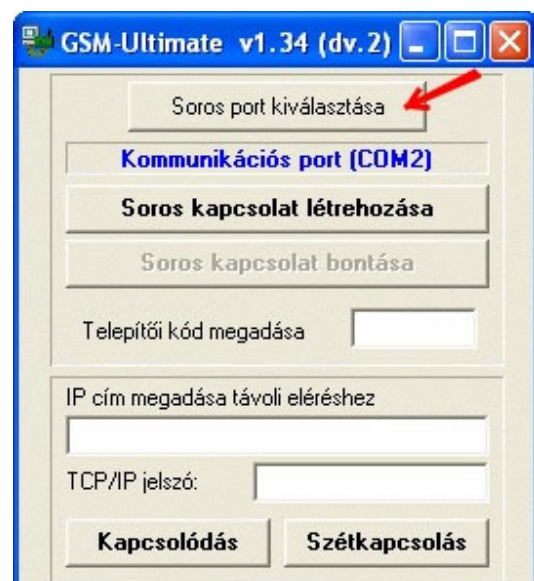 GSM-Ultimate v1.34 (dv.2)
Soros port kiválasztása
Kommunikációs port (COM2)
Soros kapcsolat létrehozása
Soros kapcsolat bontása
Telepítői kód megadása
IP cím megadása távoli eléréshez
TCP/IP jelszó:
Kapcsolódás Szétkapcsolás